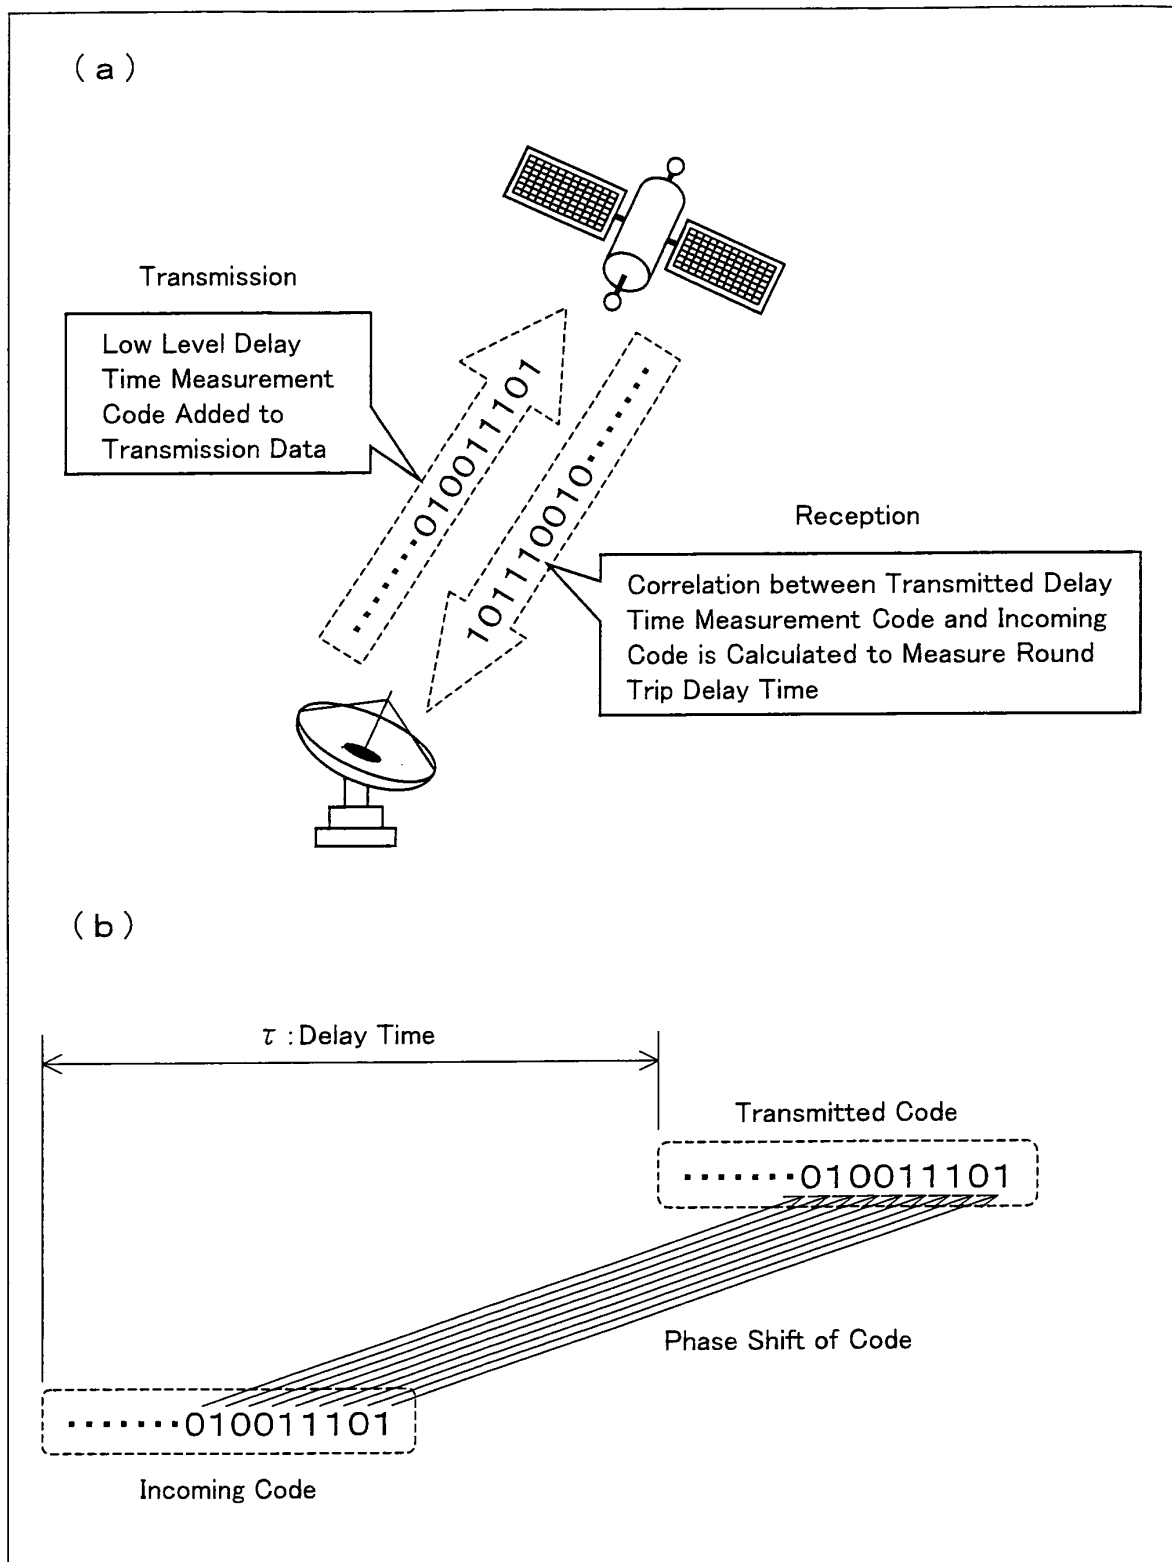 (a)
Transmission
Low Level Delay
Time Measurement
Code Added to
Transmission Data
·······010011101
101110010·······
Reception
Correlation between Transmitted Delay
Time Measurement Code and Incoming
Code is Calculated to Measure Round
Trip Delay Time
(b)
τ : Delay Time
Transmitted Code
·······010011101
Phase Shift of Code
·······010011101
Incoming Code